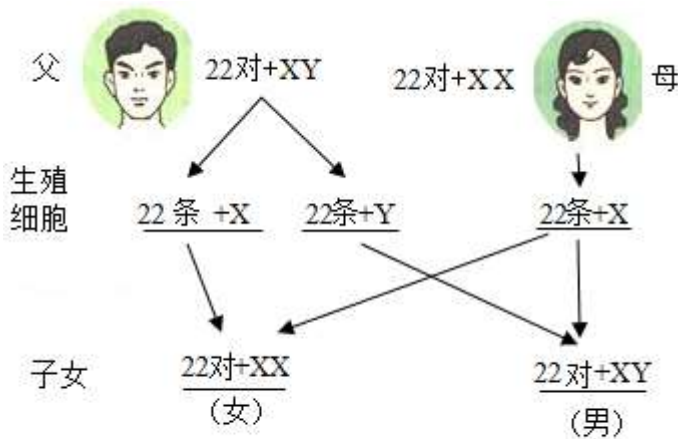 父 22对+XY 22对+XX 母
生殖
细胞 22条 +X 22条+Y 22条+X
子女 22对+XX 22对+XY
(女) (男)